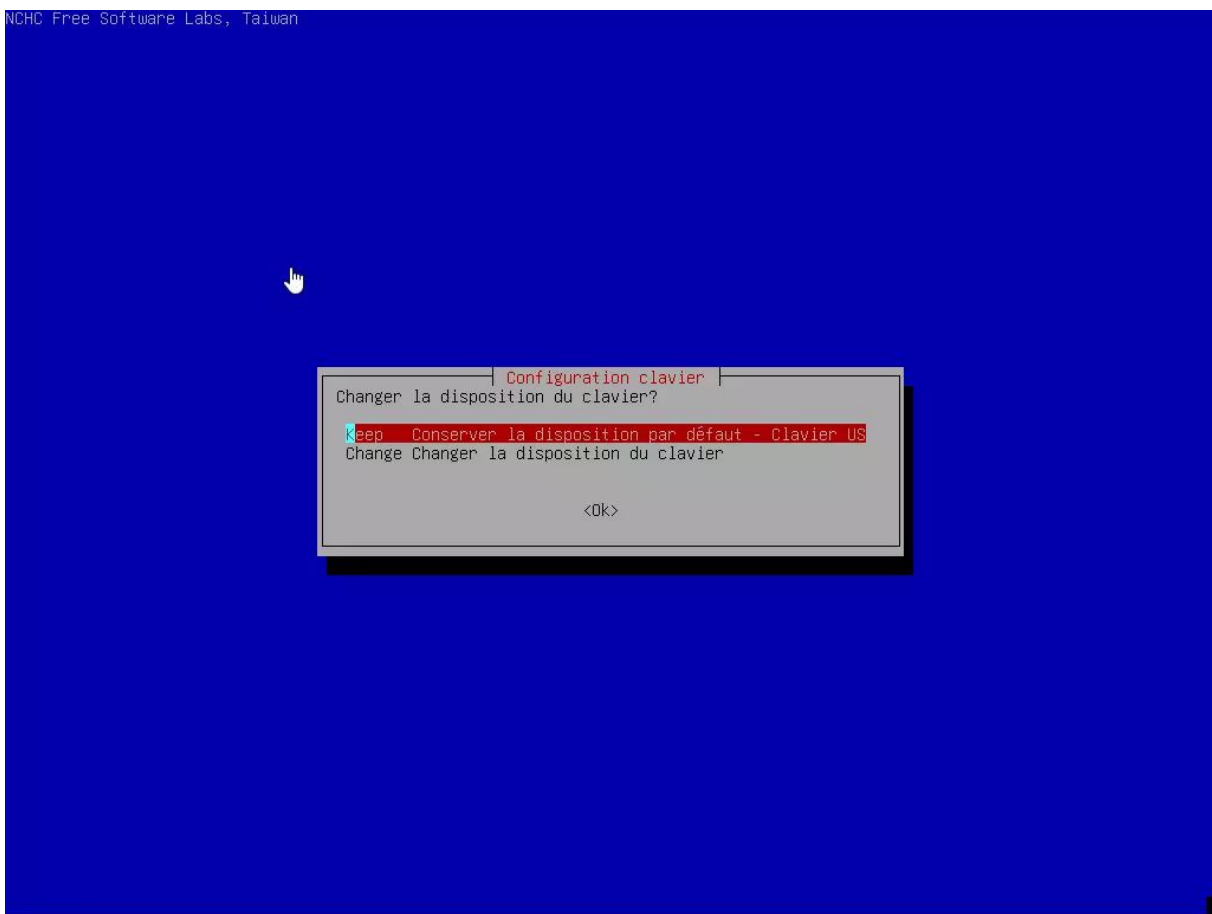 NCHC Free Software Labs, Taiwan
Configuration clavier
Changer la disposition du clavier?
Keep Conserver la disposition par défaut - Clavier US
Change Changer la disposition du clavier
<Ok>